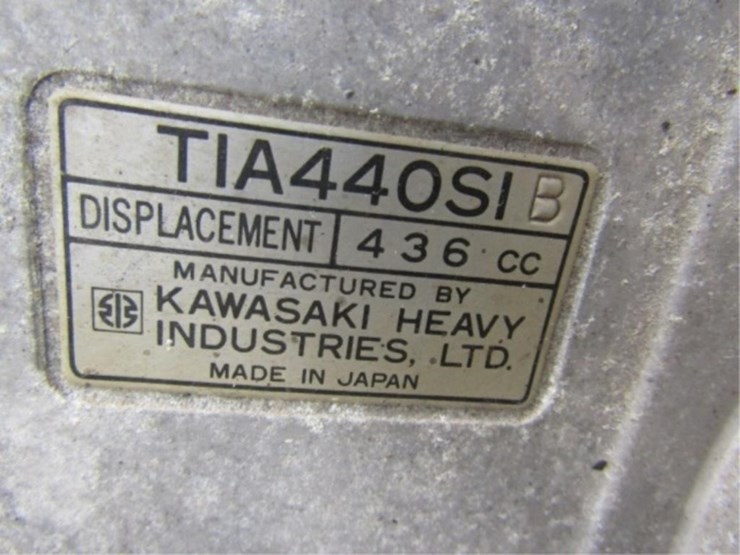 TIA440SI B
DISPLACEMENT 436 CC
MANUFACTURED BY
KAWASAKI HEAVY
INDUSTRIES, LTD.
MADE IN JAPAN